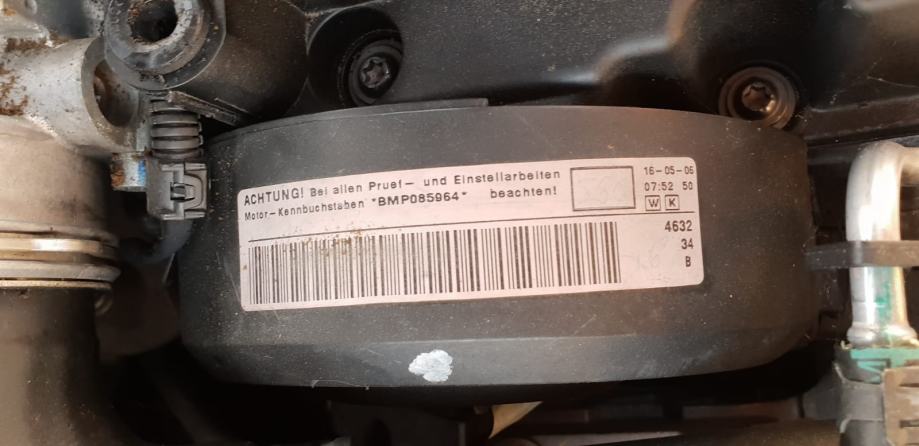 ACHTUNG! Bei allen Pruef- und Einstellarbeiten
Motor-Kennbuchstaben *BMP085964* beachten!
16-05-06
07:52 50
W K
4632
34
B